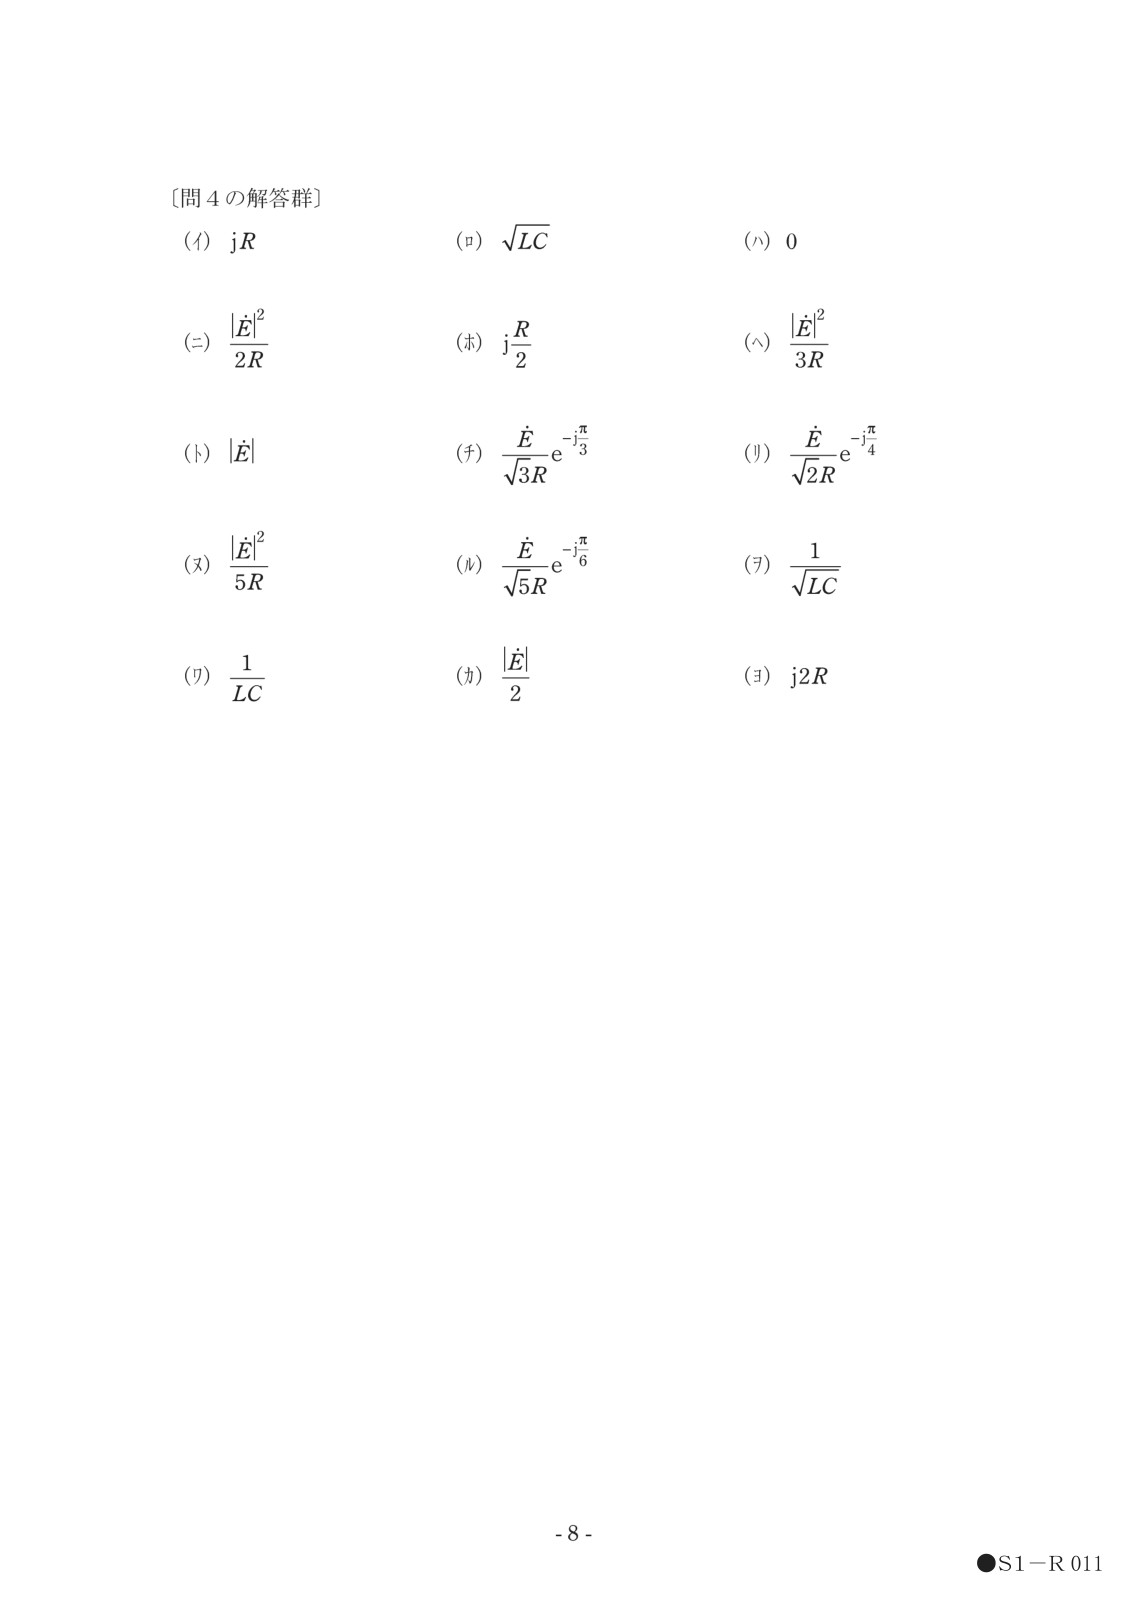 〔問４の解答群〕
(ｲ) jR (ﾛ) √LC (ﾊ) 0
(ﾆ) |Ė|²/2R (ﾎ) jR/2 (ﾍ) |Ė|²/3R
(ﾄ) |Ė| (ﾁ) Ė/√3R e^(−jπ/3) (ﾘ) Ė/√2R e^(−jπ/4)
(ﾇ) |Ė|²/5R (ﾙ) Ė/√5R e^(−jπ/6) (ｦ) 1/√LC
(ﾜ) 1/LC (ｶ) |Ė|/2 (ﾖ) j2R
- 8 -
●S1－R 011